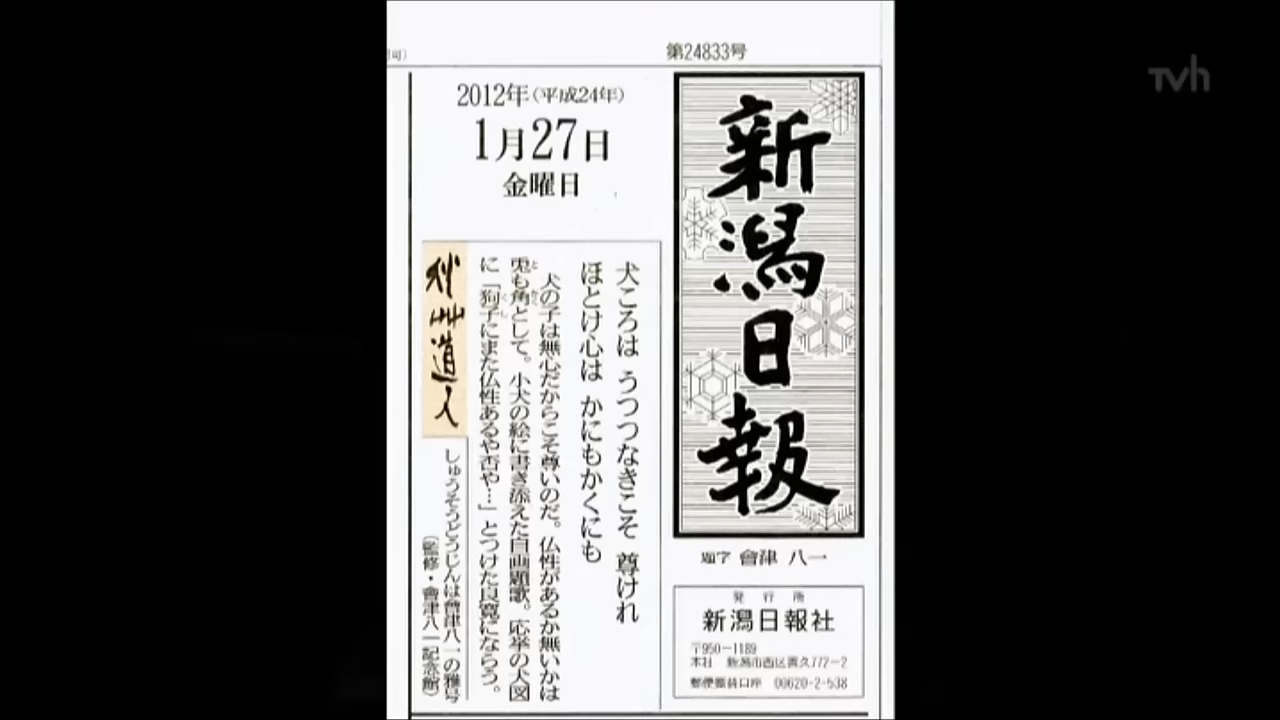 第24833号
新潟日報
題字 會津 八一
発行所
新潟日報社
〒950-1189
本社 新潟市西区善久772-2
郵便振替口座 00620-2-538
2012年(平成24年)
1月27日
金曜日
犬ころは うつつなきこそ 尊けれ
ほとけ心は かにもかくにも
犬の子は無心だからこそ尊いのだ。仏性があるか無いかは
兎も角として。小犬の絵に書き添えた自画題歌。応挙の犬図
に「狗子にまた仏性あるや否や…」とつけた良寛にならう。
秋艸道人
しゅうそうどうじんは會津八一の雅号
(監修・會津八一記念館)
tvh